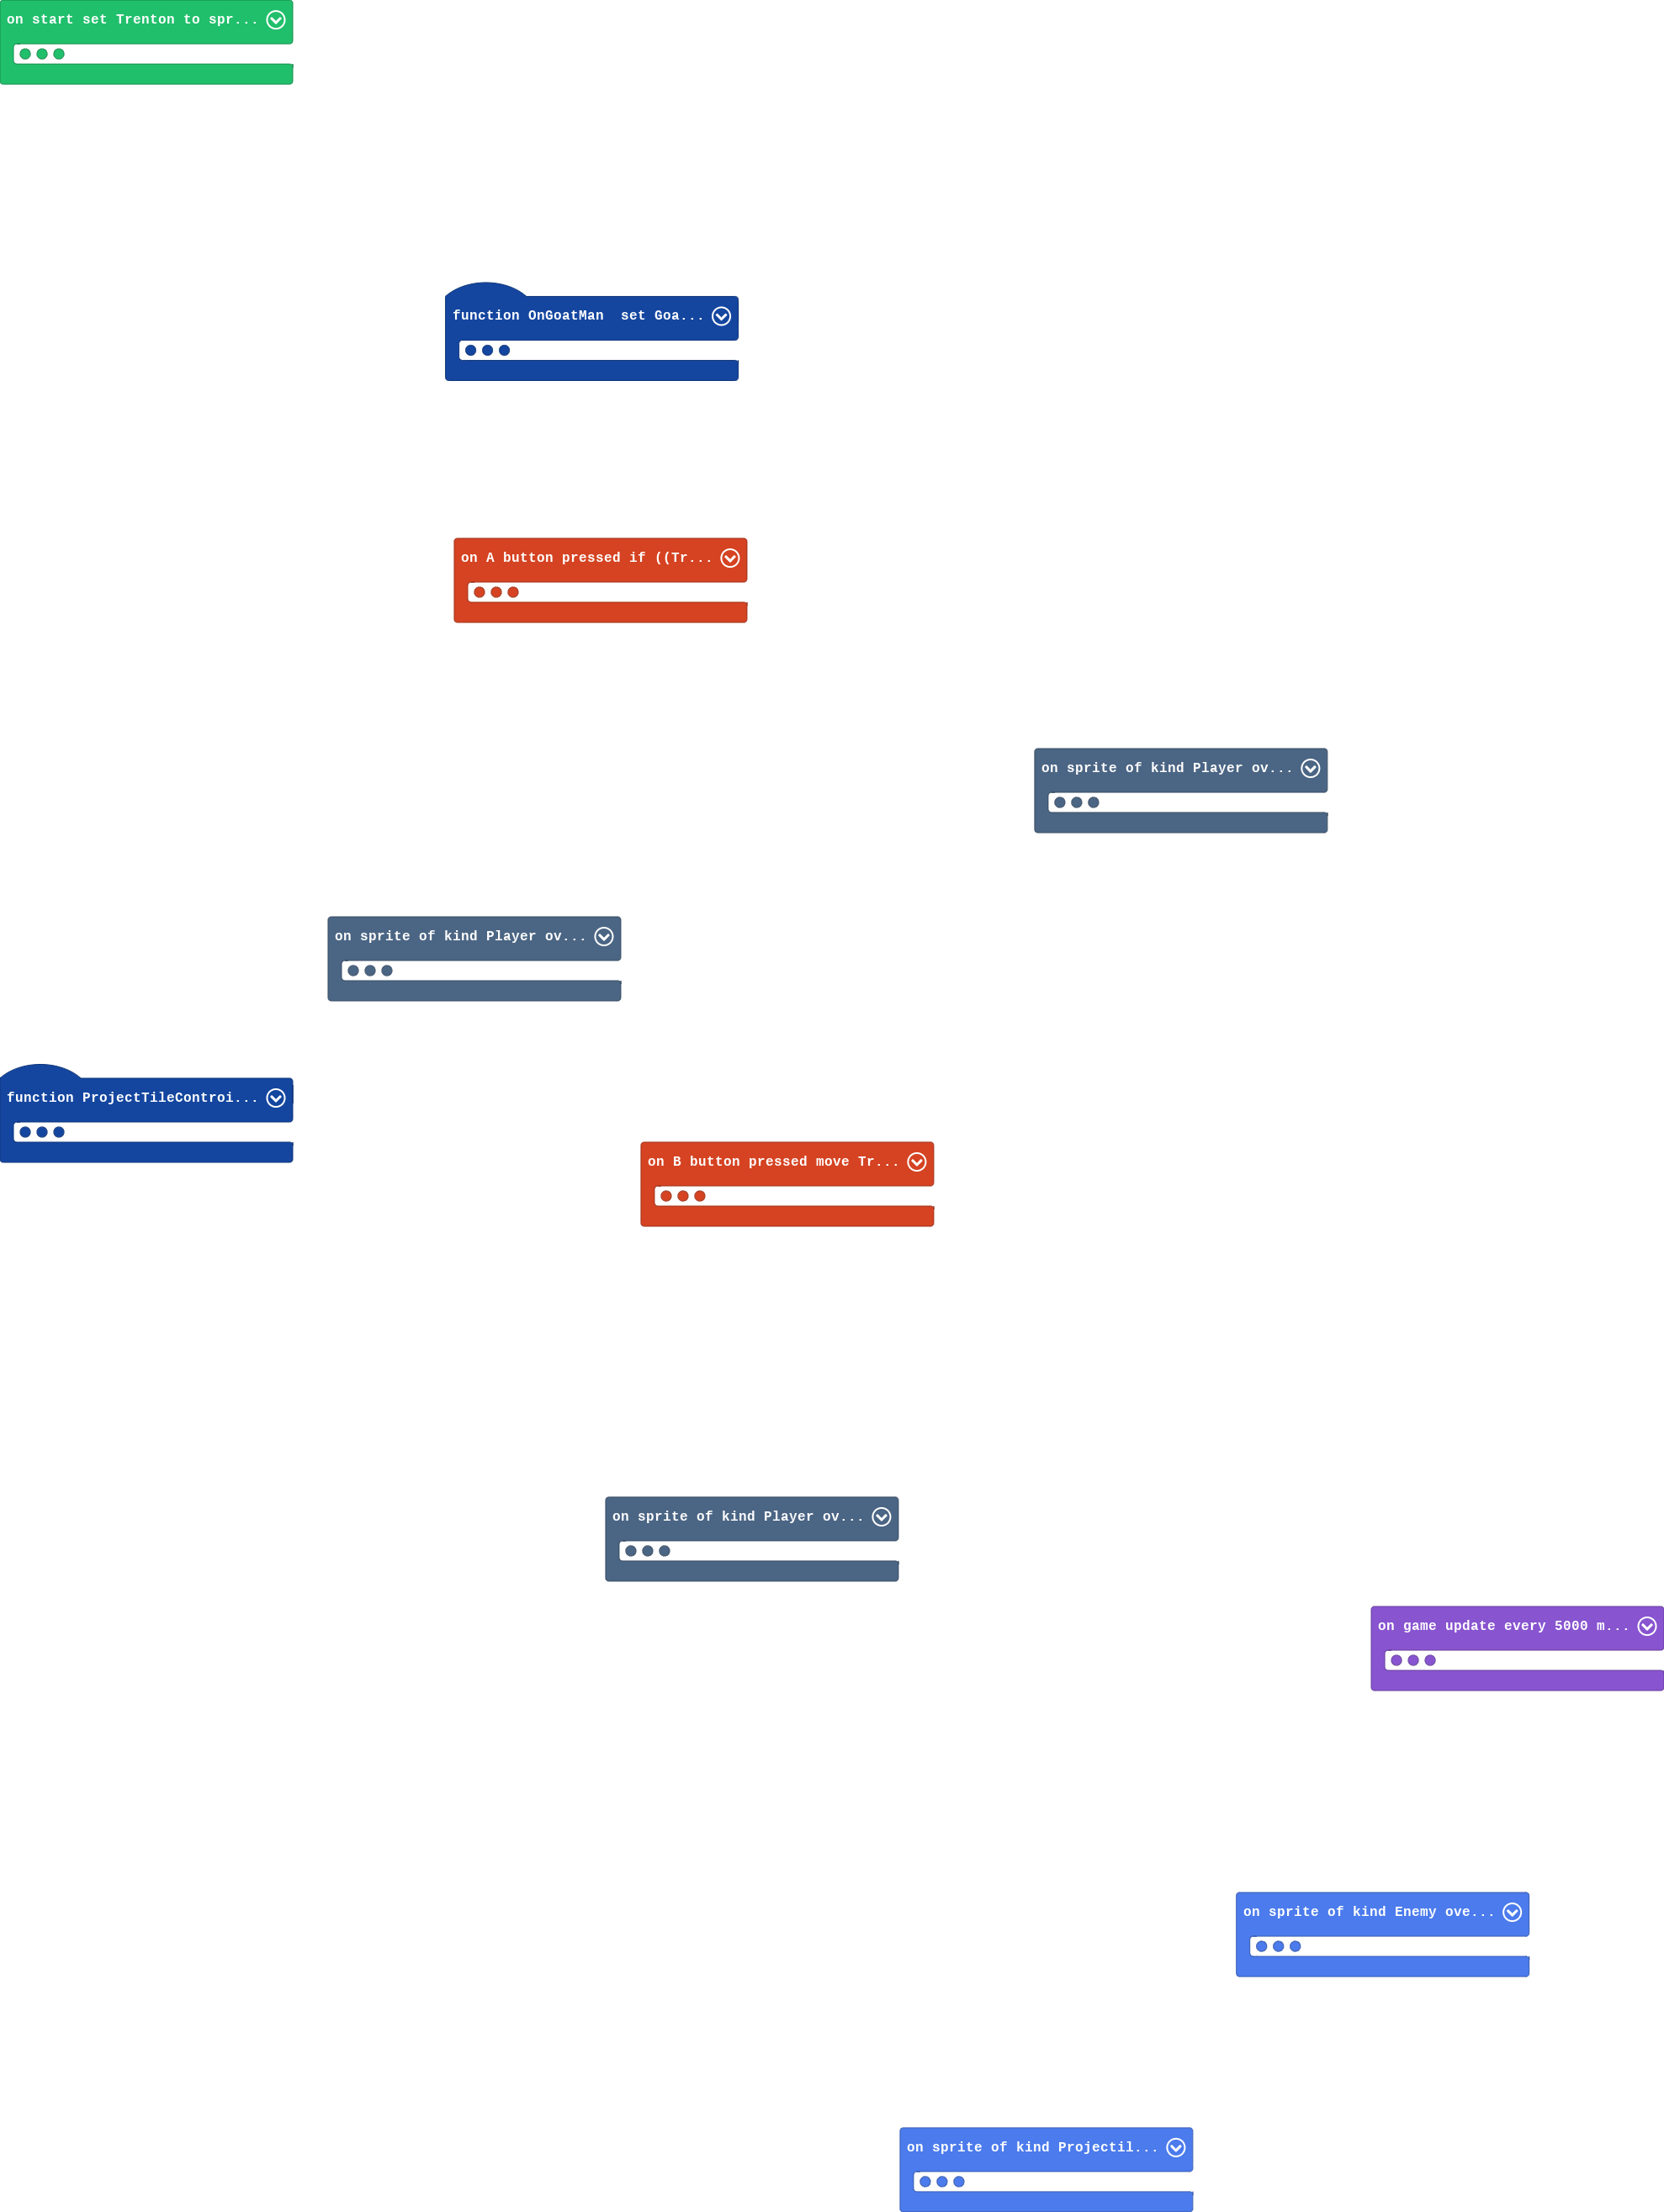 on start set Trenton to spr...
function OnGoatMan  set Goa...
on A button pressed if ((Tr...
on sprite of kind Player ov...
on sprite of kind Player ov...
function ProjectTileControi...
on B button pressed move Tr...
on sprite of kind Player ov...
on game update every 5000 m...
on sprite of kind Enemy ove...
on sprite of kind Projectil...